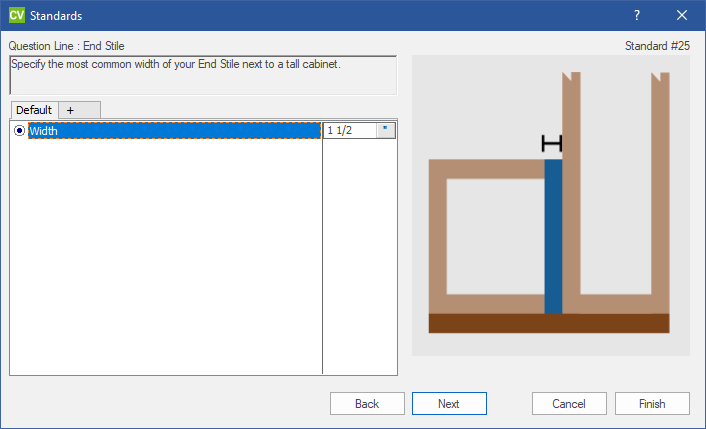 CV Standards ?
Question Line : End Stile
Standard #25
Specify the most common width of your End Stile next to a tall cabinet.
Default +
Width 1 1/2 "
Back Next Cancel Finish